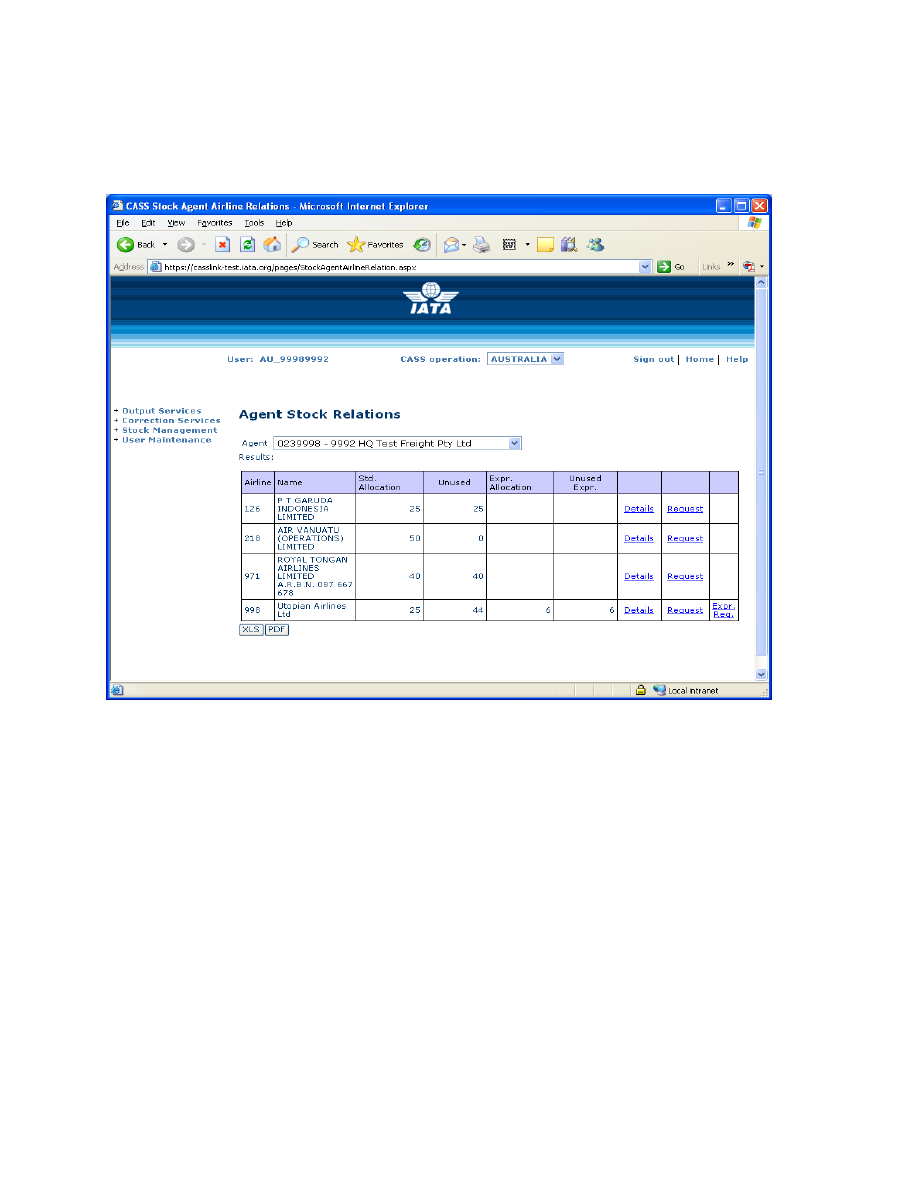 CASS Stock Agent Airline Relations - Microsoft Internet Explorer
File Edit View Favorites Tools Help
Back Search Favorites
Address https://casslink-test.iata.org/pages/StockAgentAirlineRelation.aspx Go Links »
IATA
User: AU_99989992 CASS operation: AUSTRALIA Sign out | Home | Help
+ Output Services
+ Correction Services
+ Stock Management
+ User Maintenance
Agent Stock Relations
Agent 0239998 - 9992 HQ Test Freight Pty Ltd
Results:
Airline Name Std. Allocation Unused Expr. Allocation Unused Expr.
126 P T GARUDA INDONESIA LIMITED 25 25 Details Request
218 AIR VANUATU (OPERATIONS) LIMITED 50 0 Details Request
971 ROYAL TONGAN AIRLINES LIMITED A.R.B.N. 087 667 678 40 40 Details Request
998 Utopian Airlines Ltd 25 44 6 6 Details Request Expr. Req.
XLS PDF
Local intranet